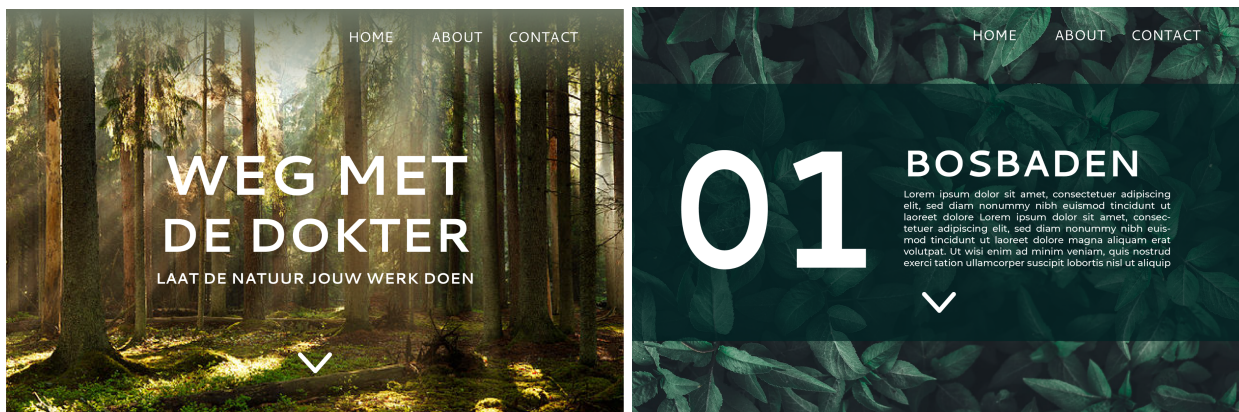 HOME ABOUT CONTACT
WEG MET
DE DOKTER
LAAT DE NATUUR JOUW WERK DOEN
HOME ABOUT CONTACT
01
BOSBADEN
Lorem ipsum dolor sit amet, consectetuer adipiscing
elit, sed diam nonummy nibh euismod tincidunt ut
laoreet dolore Lorem ipsum dolor sit amet, consec-
tetuer adipiscing elit, sed diam nonummy nibh euis-
mod tincidunt ut laoreet dolore magna aliquam erat
volutpat. Ut wisi enim ad minim veniam, quis nostrud
exerci tation ullamcorper suscipit lobortis nisl ut aliquip